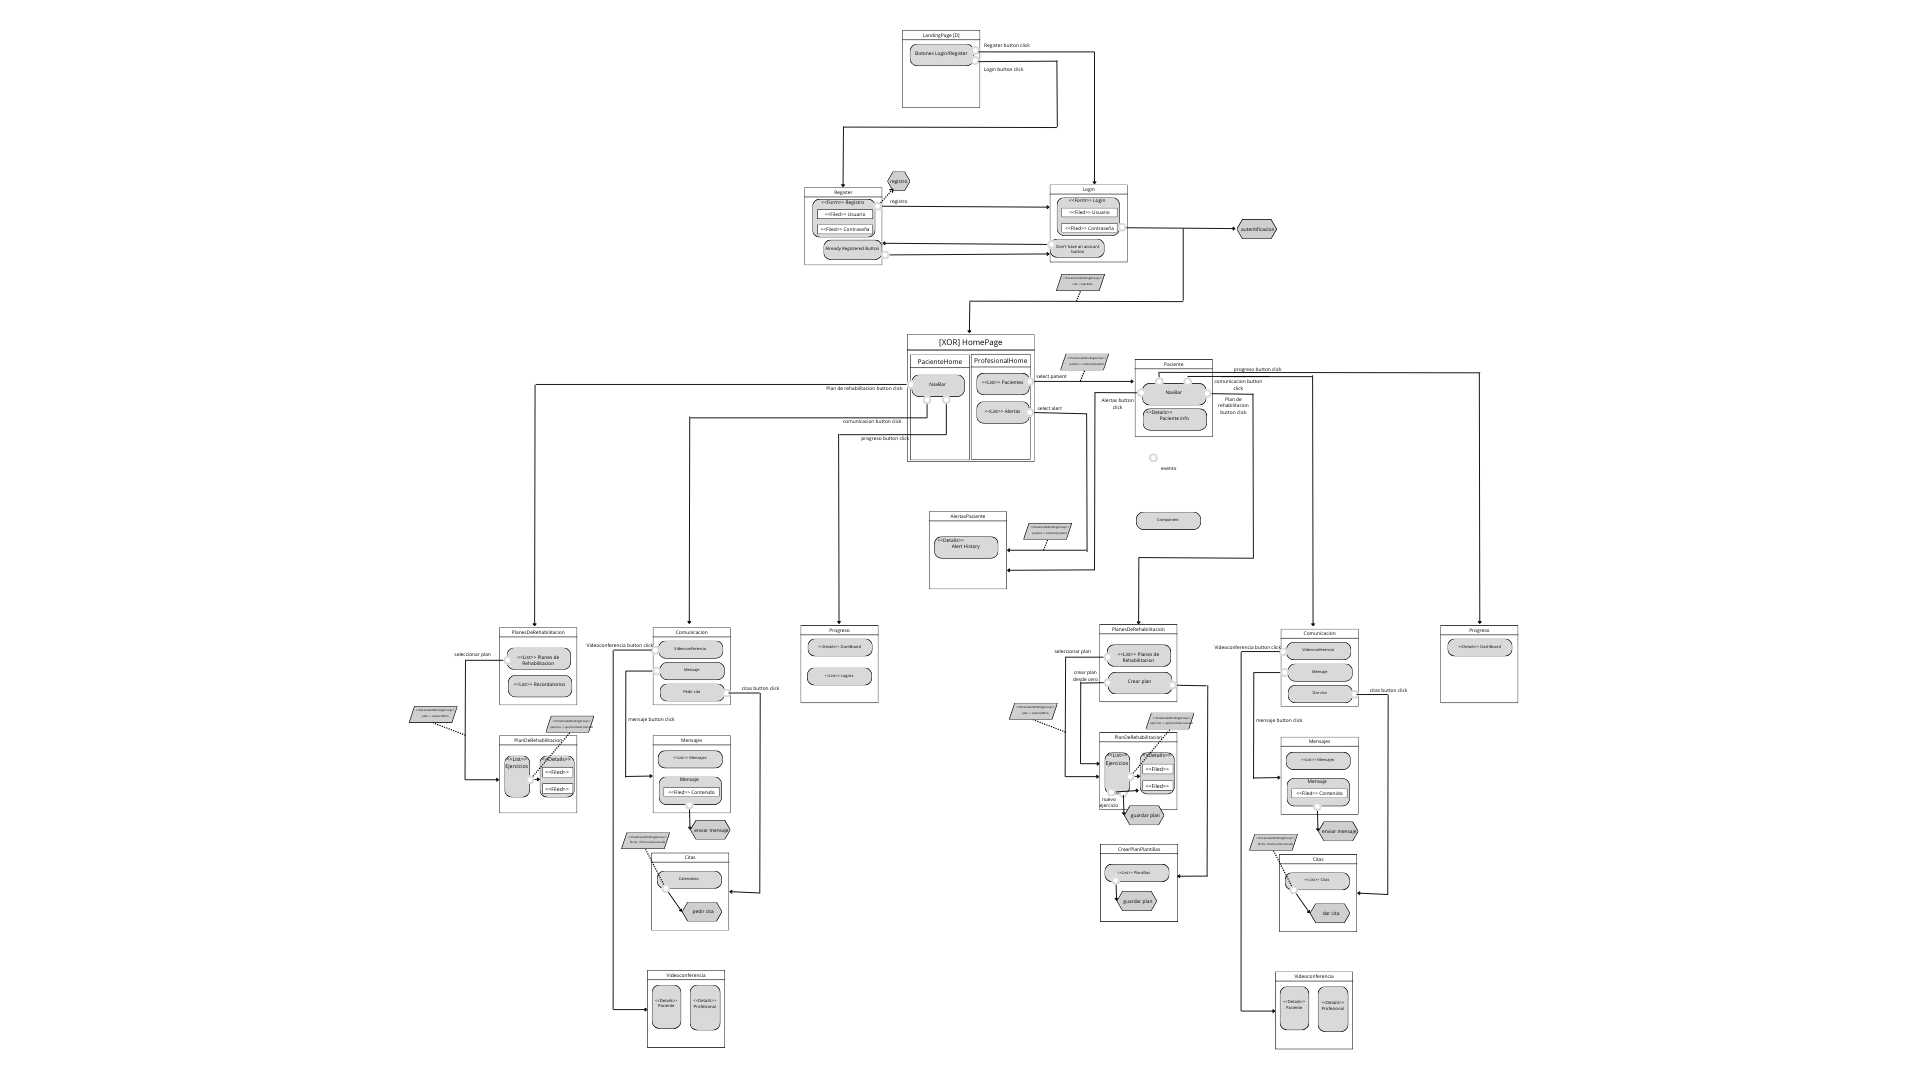 LandingPage [D]
Botones Login/Register
Register button click
Login button click
registro
Register
<<Form>> Registro
<<Filed>> Usuario
<<Filed>> Contraseña
Already Registered Button
registro
Login
<<Form>> Login
<<Filed>> Usuario
<<Filed>> Contraseña
Don't have an account
button
autentificacion
[XOR] HomePage
PacienteHome
NavBar
ProfesionalHome
<<List>> Pacientes
<<List>> Alertas
Plan de rehabilitation button click
comunicacion button click
progreso button click
select patient
select alert
Paciente
NavBar
<<Details>>
Paciente info
progreso button click
comunicacion button
click
Plan de
rehabilitacion
button click
Alertas button
click
evento
Component
AlertasPaciente
<<Details>>
Alert History
PlanesDeRehabilitacion
<<List>> Planes de
Rehabilitacion
<<List>> Recordatorios
seleccionar plan
PlanDeRehabilitacion
<<List>>
Ejercicios
<<Details>>
<<Filed>>
<<Filed>>
Comunicacion
Videoconferencia
Mensaje
Pedir cita
Videoconferencia button click
citas button click
mensaje button click
Mensajes
<<List>> Mensajes
Mensaje
<<Filed>> Contenido
enviar mensaje
Citas
Calendario
pedir cita
Videoconferencia
<<Details>>
Paciente
<<Details>>
Profesional
Progreso
<<Details>> DashBoard
<<List>> Logros
PlanesDeRehabilitacion
<<List>> Planes de
Rehabilitacion
Crear plan
seleccionar plan
crear plan
desde cero
PlanDeRehabilitacion
<<List>>
Ejercicios
<<Details>>
<<Filed>>
<<Filed>>
nuevo
ejercicio
guardar plan
CrearPlanPlantillas
<<List>> Plantillas
guardar plan
Comunicacion
Videoconferencia
Mensaje
Dar cita
Videoconferencia button click
citas button click
mensaje button click
Mensajes
<<List>> Mensajes
Mensaje
<<Filed>> Contenido
enviar mensaje
Citas
<<List>> Citas
dar cita
Videoconferencia
<<Details>>
Paciente
<<Details>>
Profesional
Progreso
<<Details>> DashBoard